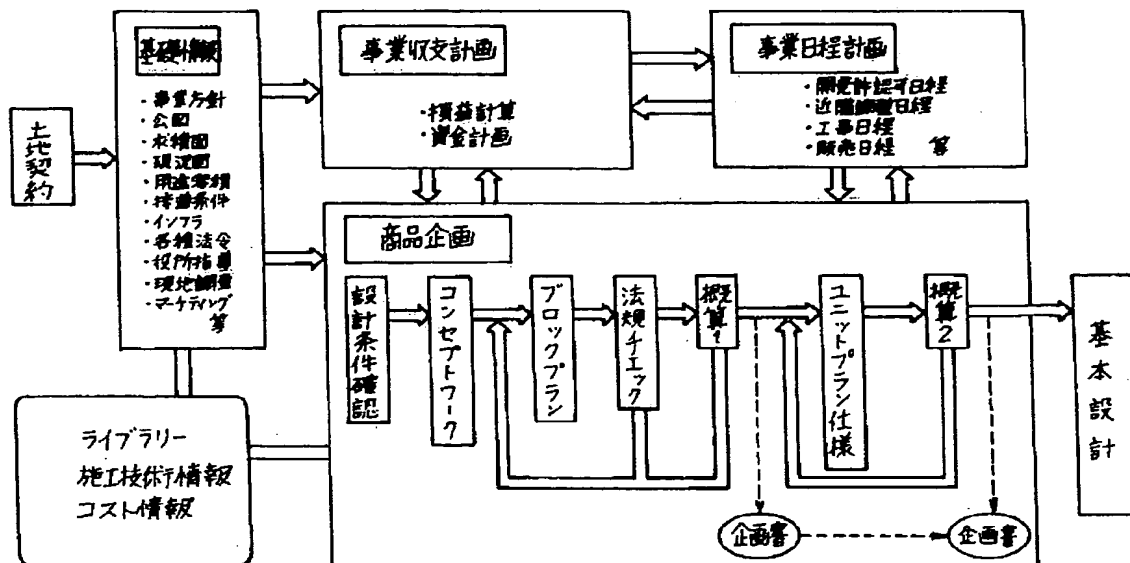 土地契約
基礎情報
・事業方針
・公図
・求積図
・現況図
・用途容積
・接道条件
・インフラ
・各種法令
・役所指導
・現地調査
・マーケティング
等
事業収支計画
・損益計算
・資金計画
事業日程計画
・開発許認可日程
・近隣 日程
・工事日程
・販売日程 等
商品企画
設計条件確認
コンセプトワーク
ブロックプラン
法規チェック
概算1
ユニットプラン仕様
概算2
企画書
企画書
基本設計
ライブラリー
施工技術情報
コスト情報